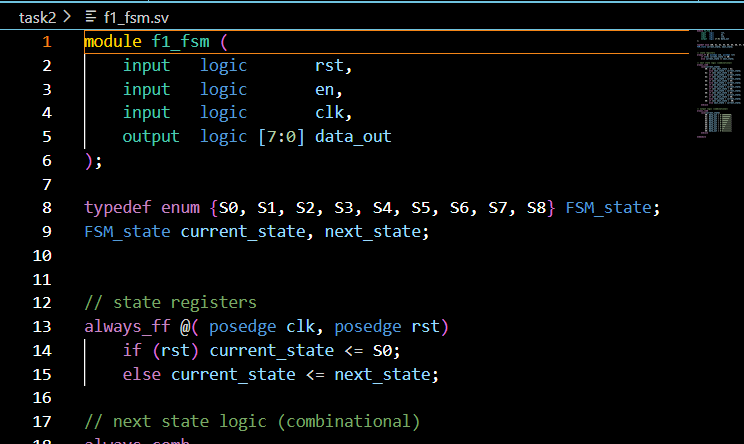 task2 > f1_fsm.sv
1 module f1_fsm (
2 input logic rst,
3 input logic en,
4 input logic clk,
5 output logic [7:0] data_out
6 );
7
8 typedef enum {S0, S1, S2, S3, S4, S5, S6, S7, S8} FSM_state;
9 FSM_state current_state, next_state;
10
11
12 // state registers
13 always_ff @( posedge clk, posedge rst)
14 if (rst) current_state <= S0;
15 else current_state <= next_state;
16
17 // next state logic (combinational)
18 always_comb